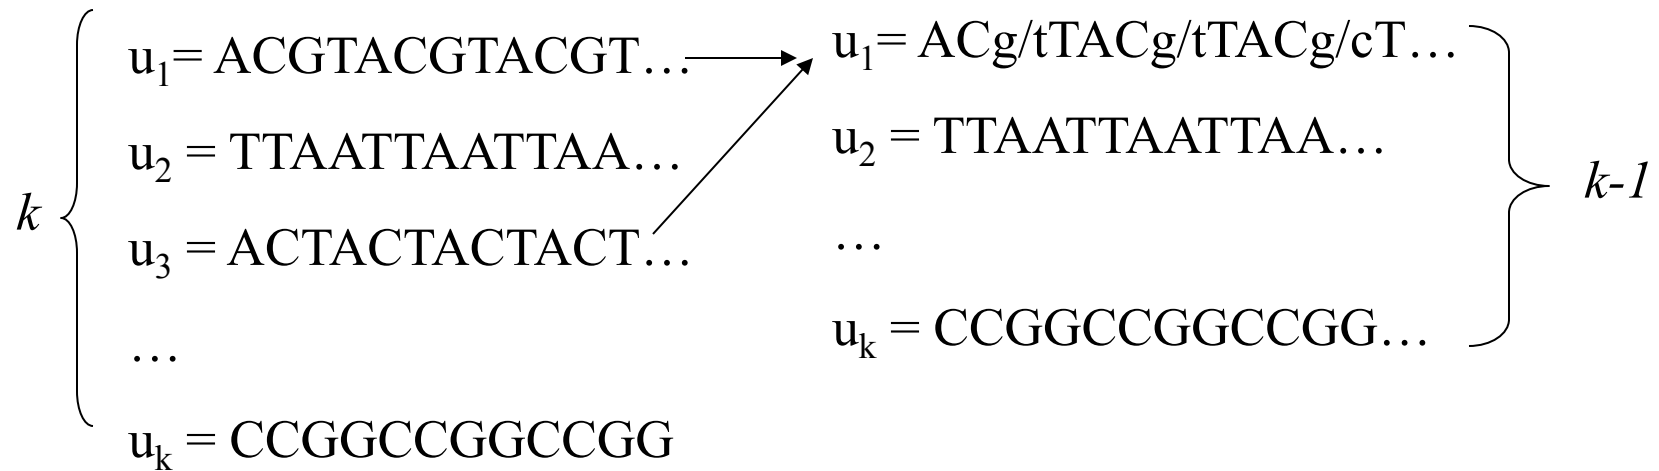 k
u₁= ACGTACGTACGT…
u₂ = TTAATTAATTAA…
u₃ = ACTACTACTACT…
…
uₖ = CCGGCCGGCCGG
u₁= ACg/tTACg/tTACg/cT…
u₂ = TTAATTAATTAA…
…
uₖ = CCGGCCGGCCGG…
k-1